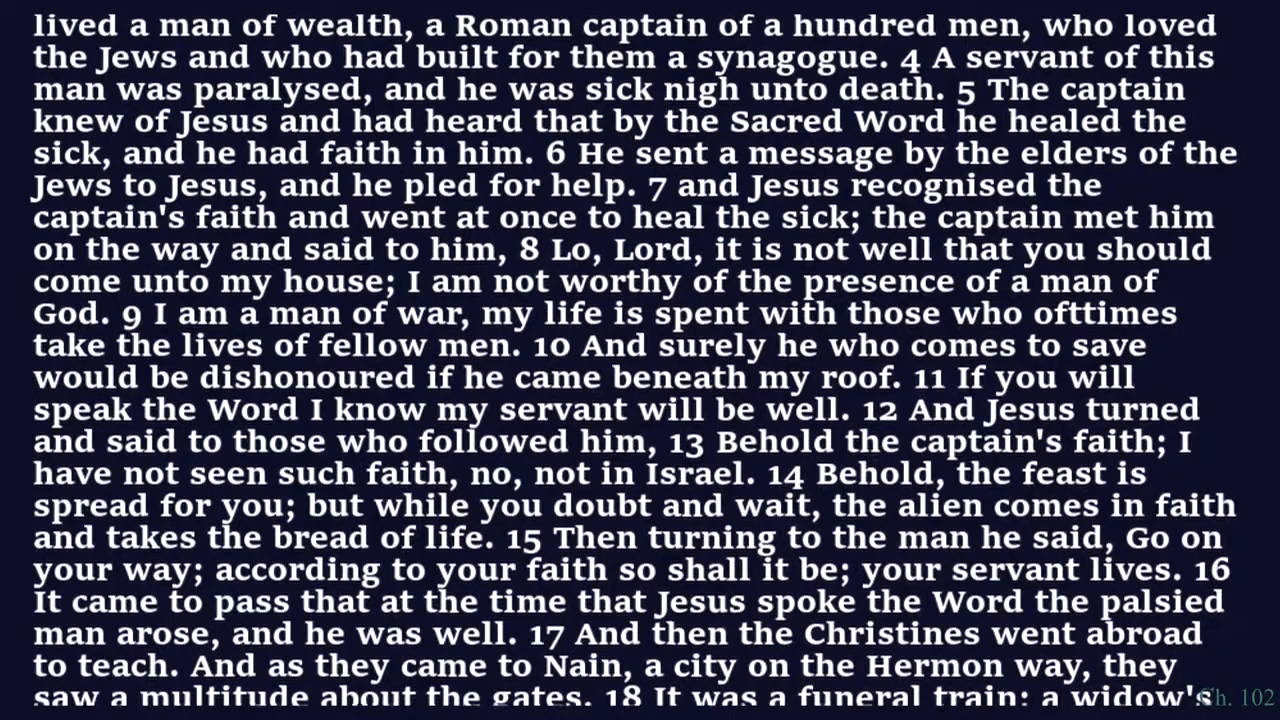 lived a man of wealth, a Roman captain of a hundred men, who loved
the Jews and who had built for them a synagogue. 4 A servant of this
man was paralysed, and he was sick nigh unto death. 5 The captain
knew of Jesus and had heard that by the Sacred Word he healed the
sick, and he had faith in him. 6 He sent a message by the elders of the
Jews to Jesus, and he pled for help. 7 and Jesus recognised the
captain's faith and went at once to heal the sick; the captain met him
on the way and said to him, 8 Lo, Lord, it is not well that you should
come unto my house; I am not worthy of the presence of a man of
God. 9 I am a man of war, my life is spent with those who ofttimes
take the lives of fellow men. 10 And surely he who comes to save
would be dishonoured if he came beneath my roof. 11 If you will
speak the Word I know my servant will be well. 12 And Jesus turned
and said to those who followed him, 13 Behold the captain's faith; I
have not seen such faith, no, not in Israel. 14 Behold, the feast is
spread for you; but while you doubt and wait, the alien comes in faith
and takes the bread of life. 15 Then turning to the man he said, Go on
your way; according to your faith so shall it be; your servant lives. 16
It came to pass that at the time that Jesus spoke the Word the palsied
man arose, and he was well. 17 And then the Christines went abroad
to teach. And as they came to Nain, a city on the Hermon way, they
saw a multitude about the gates. 18 It was a funeral train; a widow's
Ch. 102